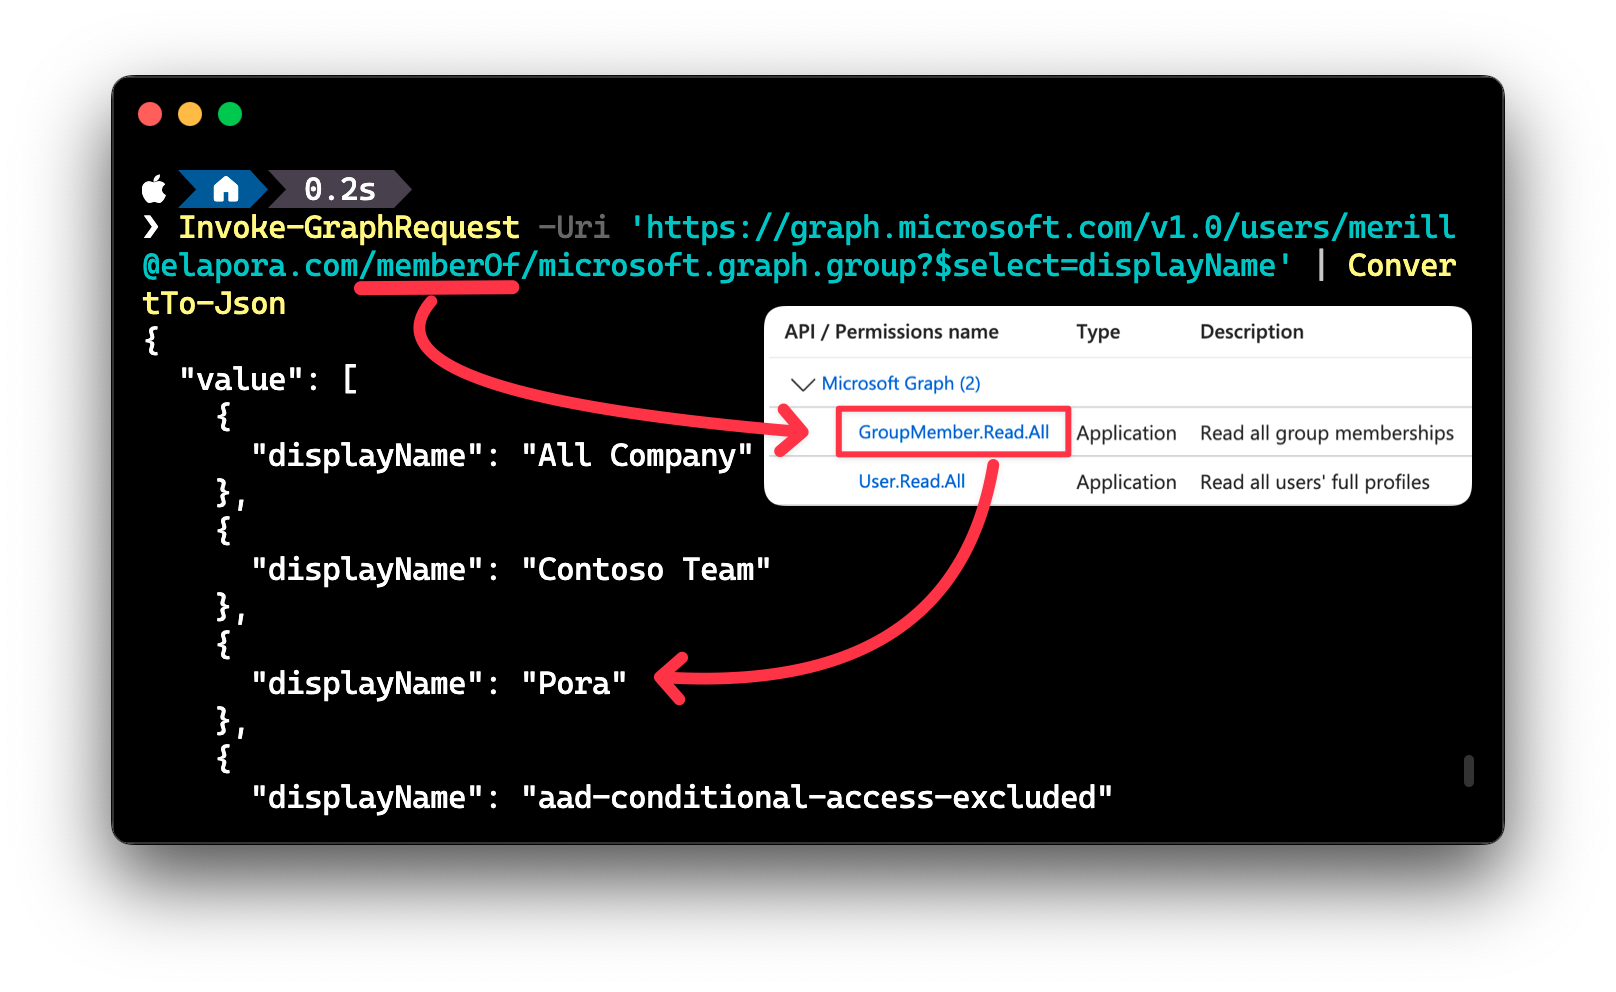 0.2s
❯ Invoke-GraphRequest -Uri 'https://graph.microsoft.com/v1.0/users/merill
@elapora.com/memberOf/microsoft.graph.group?$select=displayName' | Conver
tTo-Json
{
"value": [
{
"displayName": "All Company"
},
{
"displayName": "Contoso Team"
},
{
"displayName": "Pora"
},
{
"displayName": "aad-conditional-access-excluded"
API / Permissions name Type Description
Microsoft Graph (2)
GroupMember.Read.All Application Read all group memberships
User.Read.All Application Read all users' full profiles